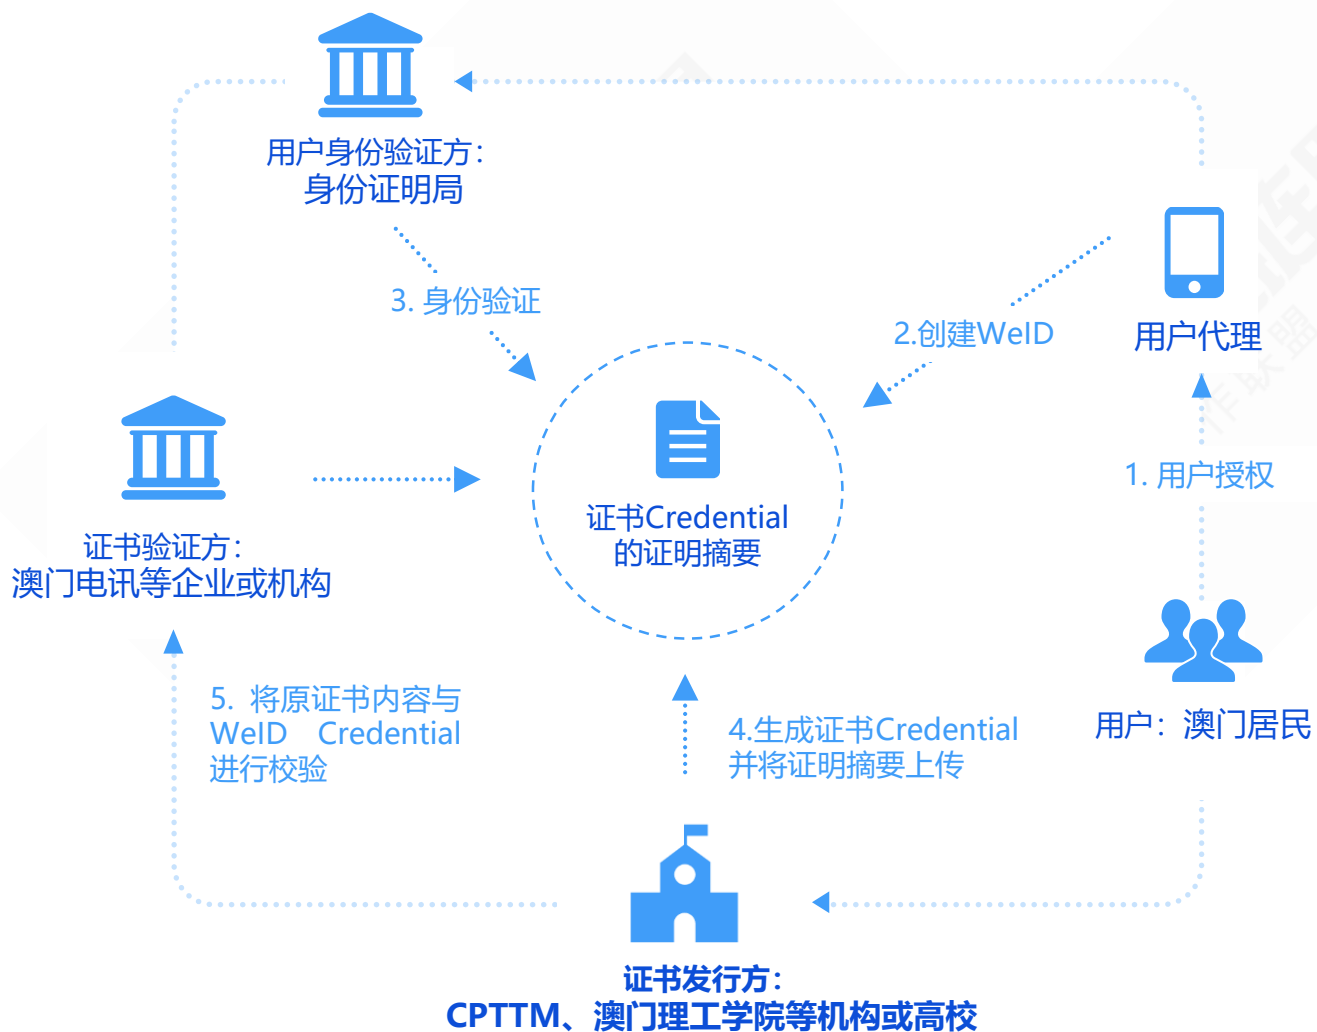 用户身份验证方：
身份证明局
3. 身份验证
2.创建WeID
用户代理
1. 用户授权
证书Credential
的证明摘要
证书验证方：
澳门电讯等企业或机构
5. 将原证书内容与
WeID Credential
进行校验
4.生成证书Credential
并将证明摘要上传
用户：澳门居民
证书发行方：
CPTTM、澳门理工学院等机构或高校